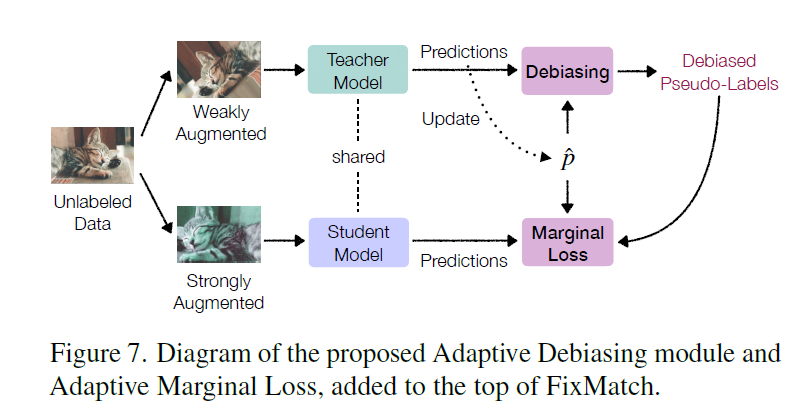 Predictions
Teacher
Model
Debiasing
Debiased
Pseudo-Labels
Weakly
Augmented
Update
shared
p̂
Unlabeled
Data
Student
Model
Predictions
Marginal
Loss
Strongly
Augmented
Figure 7. Diagram of the proposed Adaptive Debiasing module and
Adaptive Marginal Loss, added to the top of FixMatch.